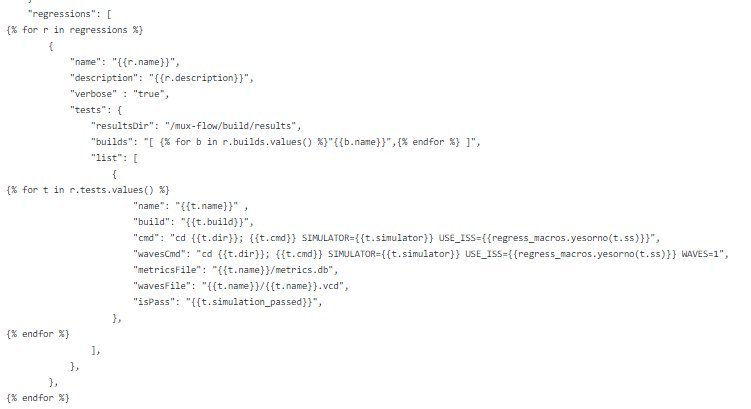 "regressions": [
{% for r in regressions %}
{
"name": "{{r.name}}",
"description": "{{r.description}}",
"verbose" : "true",
"tests": {
"resultsDir": "/mux-flow/build/results",
"builds": "[ {% for b in r.builds.values() %}"{{b.name}}",{% endfor %} ]",
"list": [
{
{% for t in r.tests.values() %}
"name": "{{t.name}}" ,
"build": "{{t.build}}",
"cmd": "cd {{t.dir}}; {{t.cmd}} SIMULATOR={{t.simulator}} USE_ISS={{regress_macros.yesorno(t.ss)}}",
"wavesCmd": "cd {{t.dir}}; {{t.cmd}} SIMULATOR={{t.simulator}} USE_ISS={{regress_macros.yesorno(t.ss)}} WAVES=1",
"metricsFile": "{{t.name}}/metrics.db",
"wavesFile": "{{t.name}}/{{t.name}}.vcd",
"isPass": "{{t.simulation_passed}}",
},
{% endfor %}
],
},
},
{% endfor %}